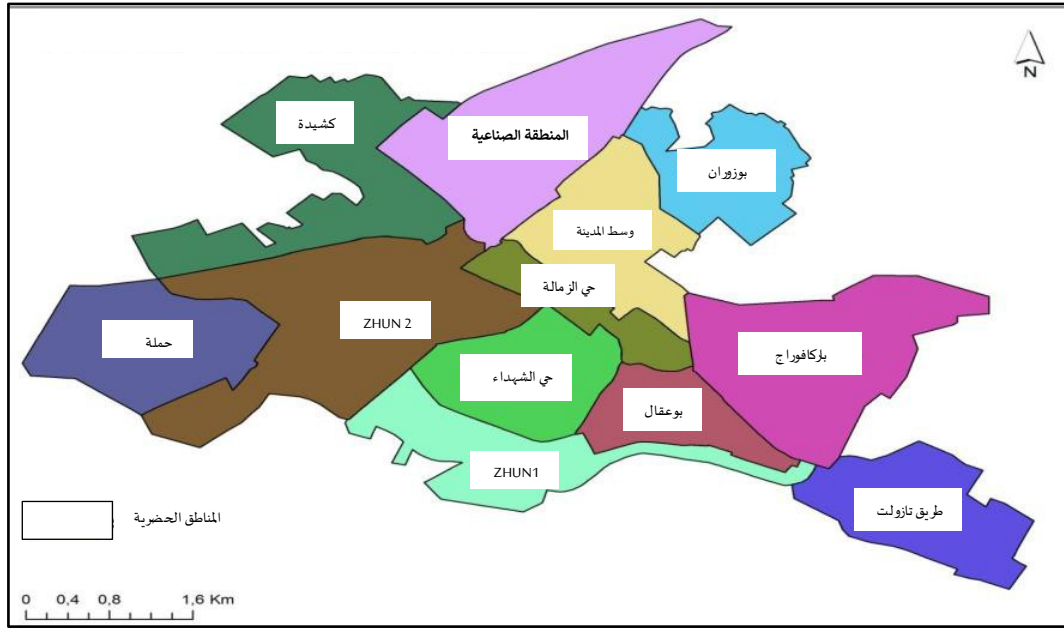 N
كشيدة
المنطقة الصناعية
بوزوران
وسط المدينة
حي الزمالة
ZHUN 2
حملة
باركافوراج
حي الشهداء
بوعقال
ZHUN1
طريق تازولت
المناطق الحضرية
0 0,4 0,8 1,6 Km